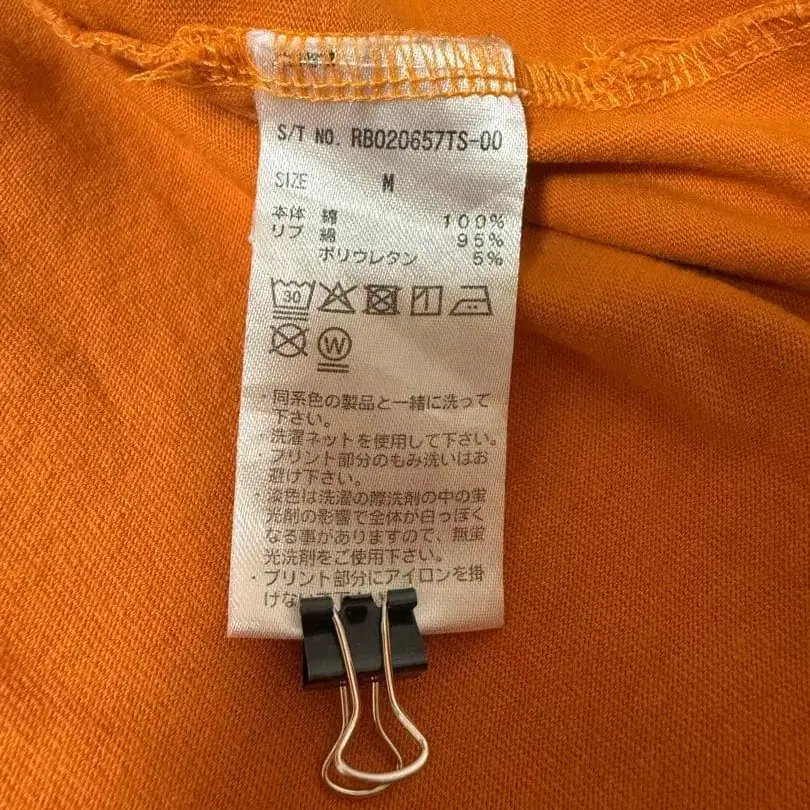 S/T NO. RB020657TS-00
SIZE M
本体 綿 100%
リブ 綿 95%
ポリウレタン 5%
30
W
・同系色の製品と一緒に洗って
下さい。
・洗濯ネットを使用して下さい。
・プリント部分のもみ洗いはお
避け下さい。
・淡色は洗濯の際洗剤の中の蛍
光剤の影響で全体が白っぽく
なる事がありますので、無蛍
光洗剤をご使用下さい。
・プリント部分にアイロンを掛
けない